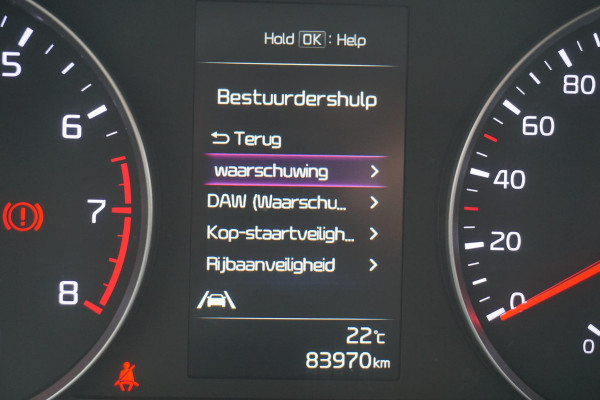 Hold OK : Help
Bestuurdershulp
Terug
waarschuwing
DAW (Waarschu...
Kop-staartveiligh...
Rijbaanveiligheid
22°C
83970km
5
6
7
8
80
60
40
20
0
0